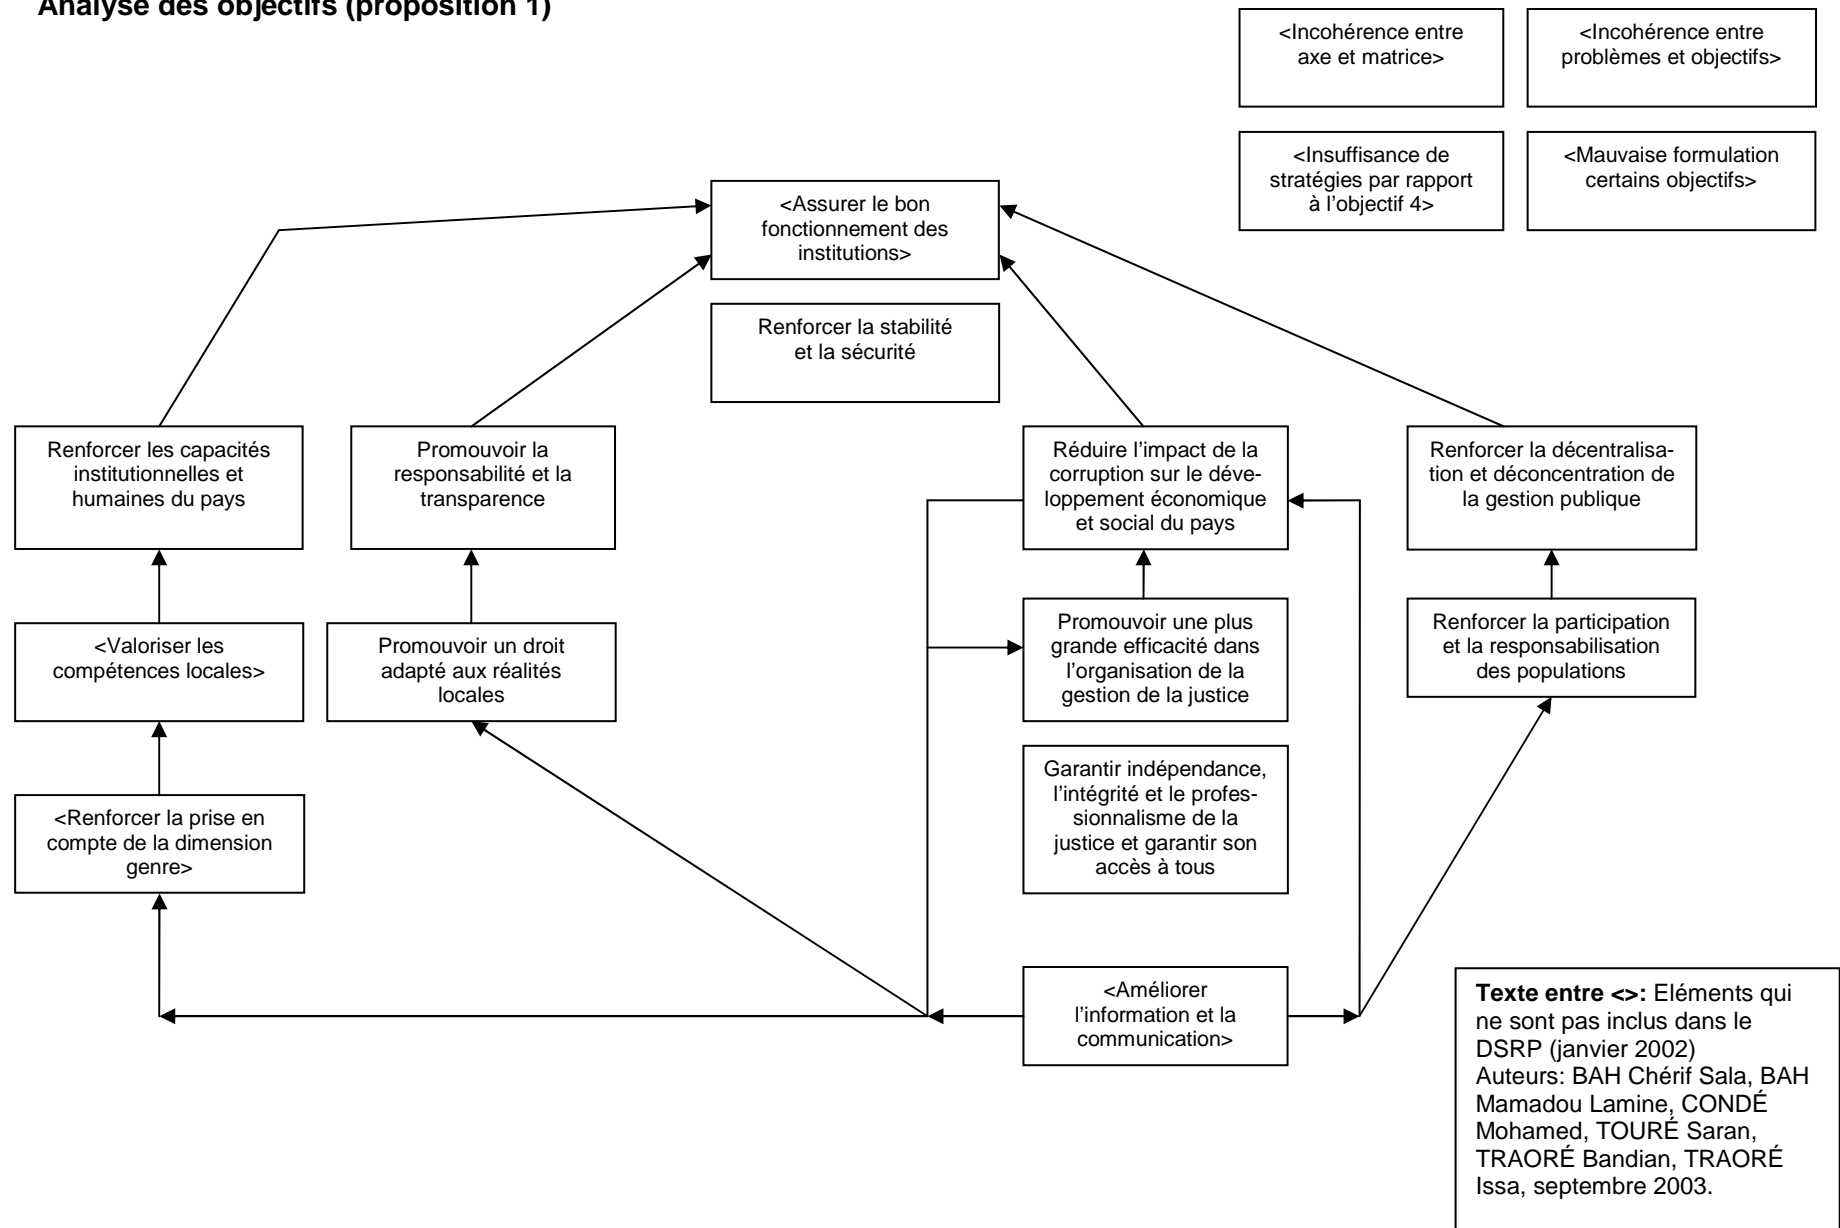 Analyse des objectifs (proposition 1)
<Incohérence entre
axe et matrice>
<Incohérence entre
problèmes et objectifs>
<Insuffisance de
stratégies par rapport
à l’objectif 4>
<Mauvaise formulation
certains objectifs>
<Assurer le bon
fonctionnement des
institutions>
Renforcer la stabilité
et la sécurité
Renforcer les capacités
institutionnelles et
humaines du pays
Promouvoir la
responsabilité et la
transparence
Réduire l’impact de la
corruption sur le déve-
loppement économique
et social du pays
Renforcer la décentralisa-
tion et déconcentration de
la gestion publique
<Valoriser les
compétences locales>
Promouvoir un droit
adapté aux réalités
locales
Promouvoir une plus
grande efficacité dans
l’organisation de la
gestion de la justice
Renforcer la participation
et la responsabilisation
des populations
<Renforcer la prise en
compte de la dimension
genre>
Garantir indépendance,
l’intégrité et le profes-
sionnalisme de la
justice et garantir son
accès à tous
<Améliorer
l’information et la
communication>
Texte entre <>: Eléments qui
ne sont pas inclus dans le
DSRP (janvier 2002)
Auteurs: BAH Chérif Sala, BAH
Mamadou Lamine, CONDÉ
Mohamed, TOURÉ Saran,
TRAORÉ Bandian, TRAORÉ
Issa, septembre 2003.